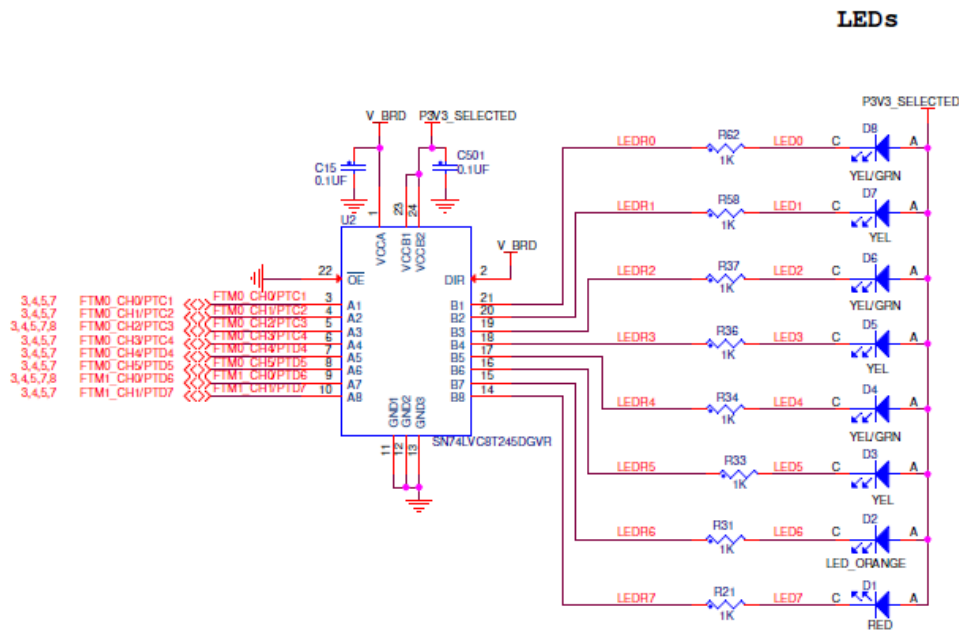 LEDs
P3V3_SELECTED
V_BRD
P3V3_SELECTED
C15
0.1UF
C501
0.1UF
U2
1
23
24
VCCA
VCCB1
VCCB2
V_BRD
22
OE
DIR
2
3,4,5,7 FTM0_CH0/PTC1 FTM0_CH0/PTC1 3 A1 B1 21
3,4,5,7 FTM0_CH1/PTC2 FTM0_CH1/PTC2 4 A2 B2 20
3,4,5,7,8 FTM0_CH2/PTC3 FTM0_CH2/PTC3 5 A3 B3 19
3,4,5,7 FTM0_CH3/PTC4 FTM0_CH3/PTC4 6 A4 B4 18
3,4,5,7 FTM0_CH4/PTD4 FTM0_CH4/PTD4 7 A5 B5 17
3,4,5,7 FTM0_CH5/PTD5 FTM0_CH5/PTD5 8 A6 B6 16
3,4,5,7,8 FTM1_CH0/PTD6 FTM1_CH0/PTD6 9 A7 B7 15
3,4,5,7 FTM1_CH1/PTD7 FTM1_CH1/PTD7 10 A8 B8 14
GND1
GND2
GND3
11
12
13
SN74LVC8T245DGVR
LEDR0 R62 LED0 C D8 A
1K YEL/GRN
LEDR1 R58 LED1 C D7 A
1K YEL
LEDR2 R37 LED2 C D6 A
1K YEL/GRN
LEDR3 R36 LED3 C D5 A
1K YEL
LEDR4 R34 LED4 C D4 A
1K YEL/GRN
LEDR5 R33 LED5 C D3 A
1K YEL
LEDR6 R31 LED6 C D2 A
1K LED_ORANGE
LEDR7 R21 LED7 C D1 A
1K RED